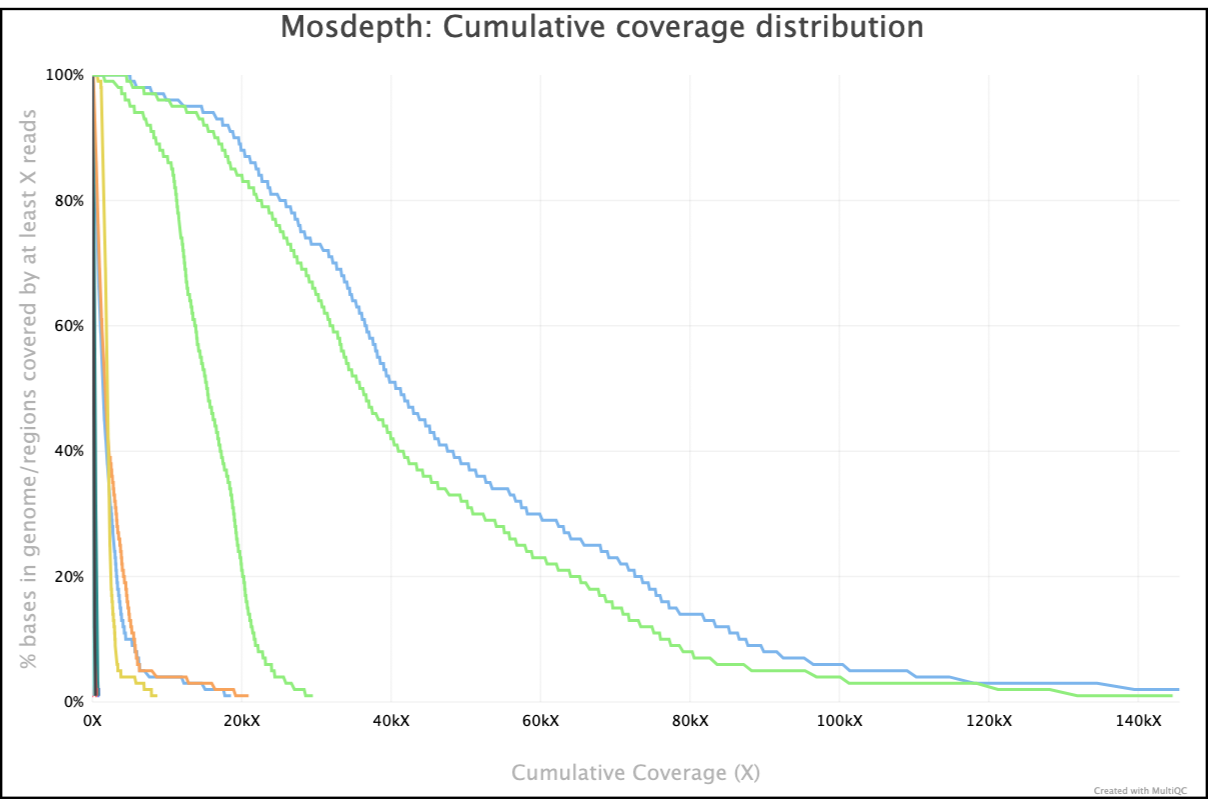 Mosdepth: Cumulative coverage distribution
% bases in genome/regions covered by at least X reads
100%
80%
60%
40%
20%
0%
0X 20kX 40kX 60kX 80kX 100kX 120kX 140kX
Cumulative Coverage (X)
Created with MultiQC